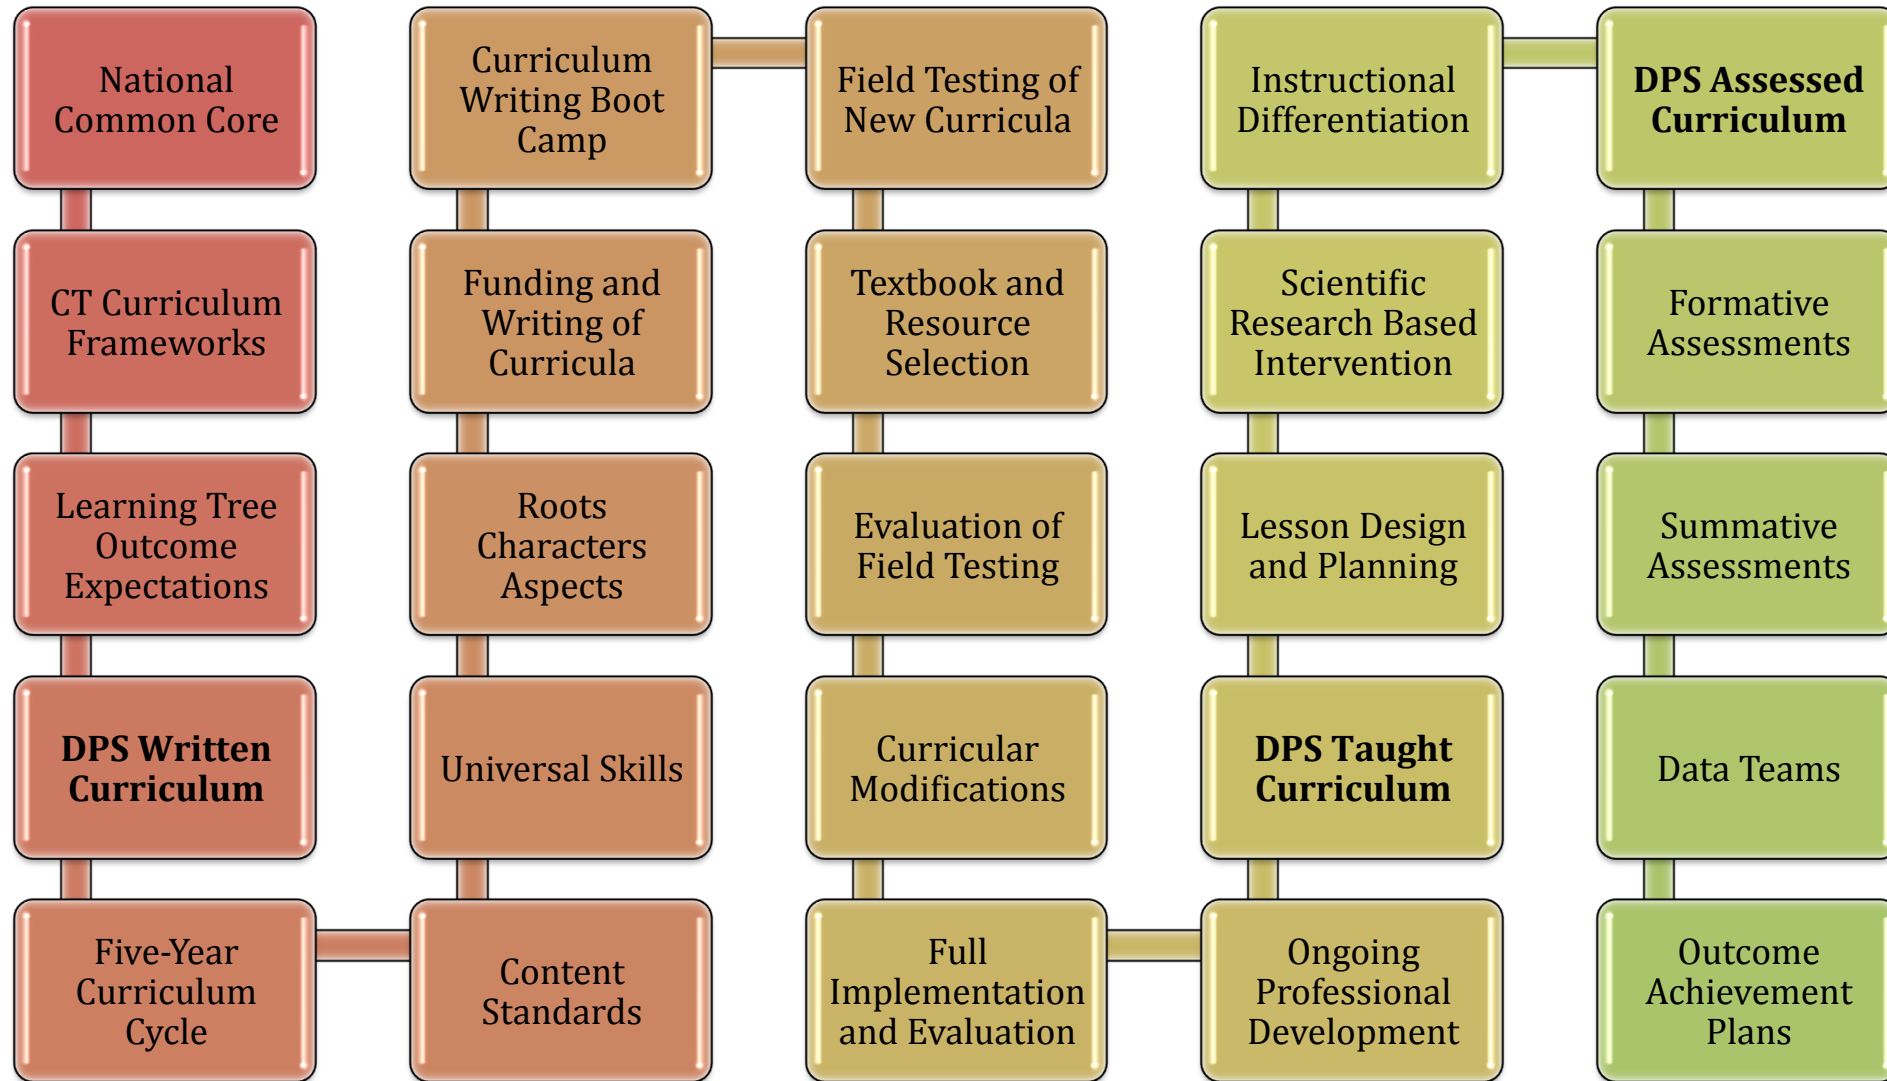 National
Common Core
CT Curriculum
Frameworks
Learning Tree
Outcome
Expectations
DPS Written
Curriculum
Five-Year
Curriculum
Cycle
Content
Standards
Universal Skills
Roots
Characters
Aspects
Funding and
Writing of
Curricula
Curriculum
Writing Boot
Camp
Field Testing of
New Curricula
Textbook and
Resource
Selection
Evaluation of
Field Testing
Curricular
Modifications
Full
Implementation
and Evaluation
Ongoing
Professional
Development
DPS Taught
Curriculum
Lesson Design
and Planning
Scientific
Research Based
Intervention
Instructional
Differentiation
DPS Assessed
Curriculum
Formative
Assessments
Summative
Assessments
Data Teams
Outcome
Achievement
Plans